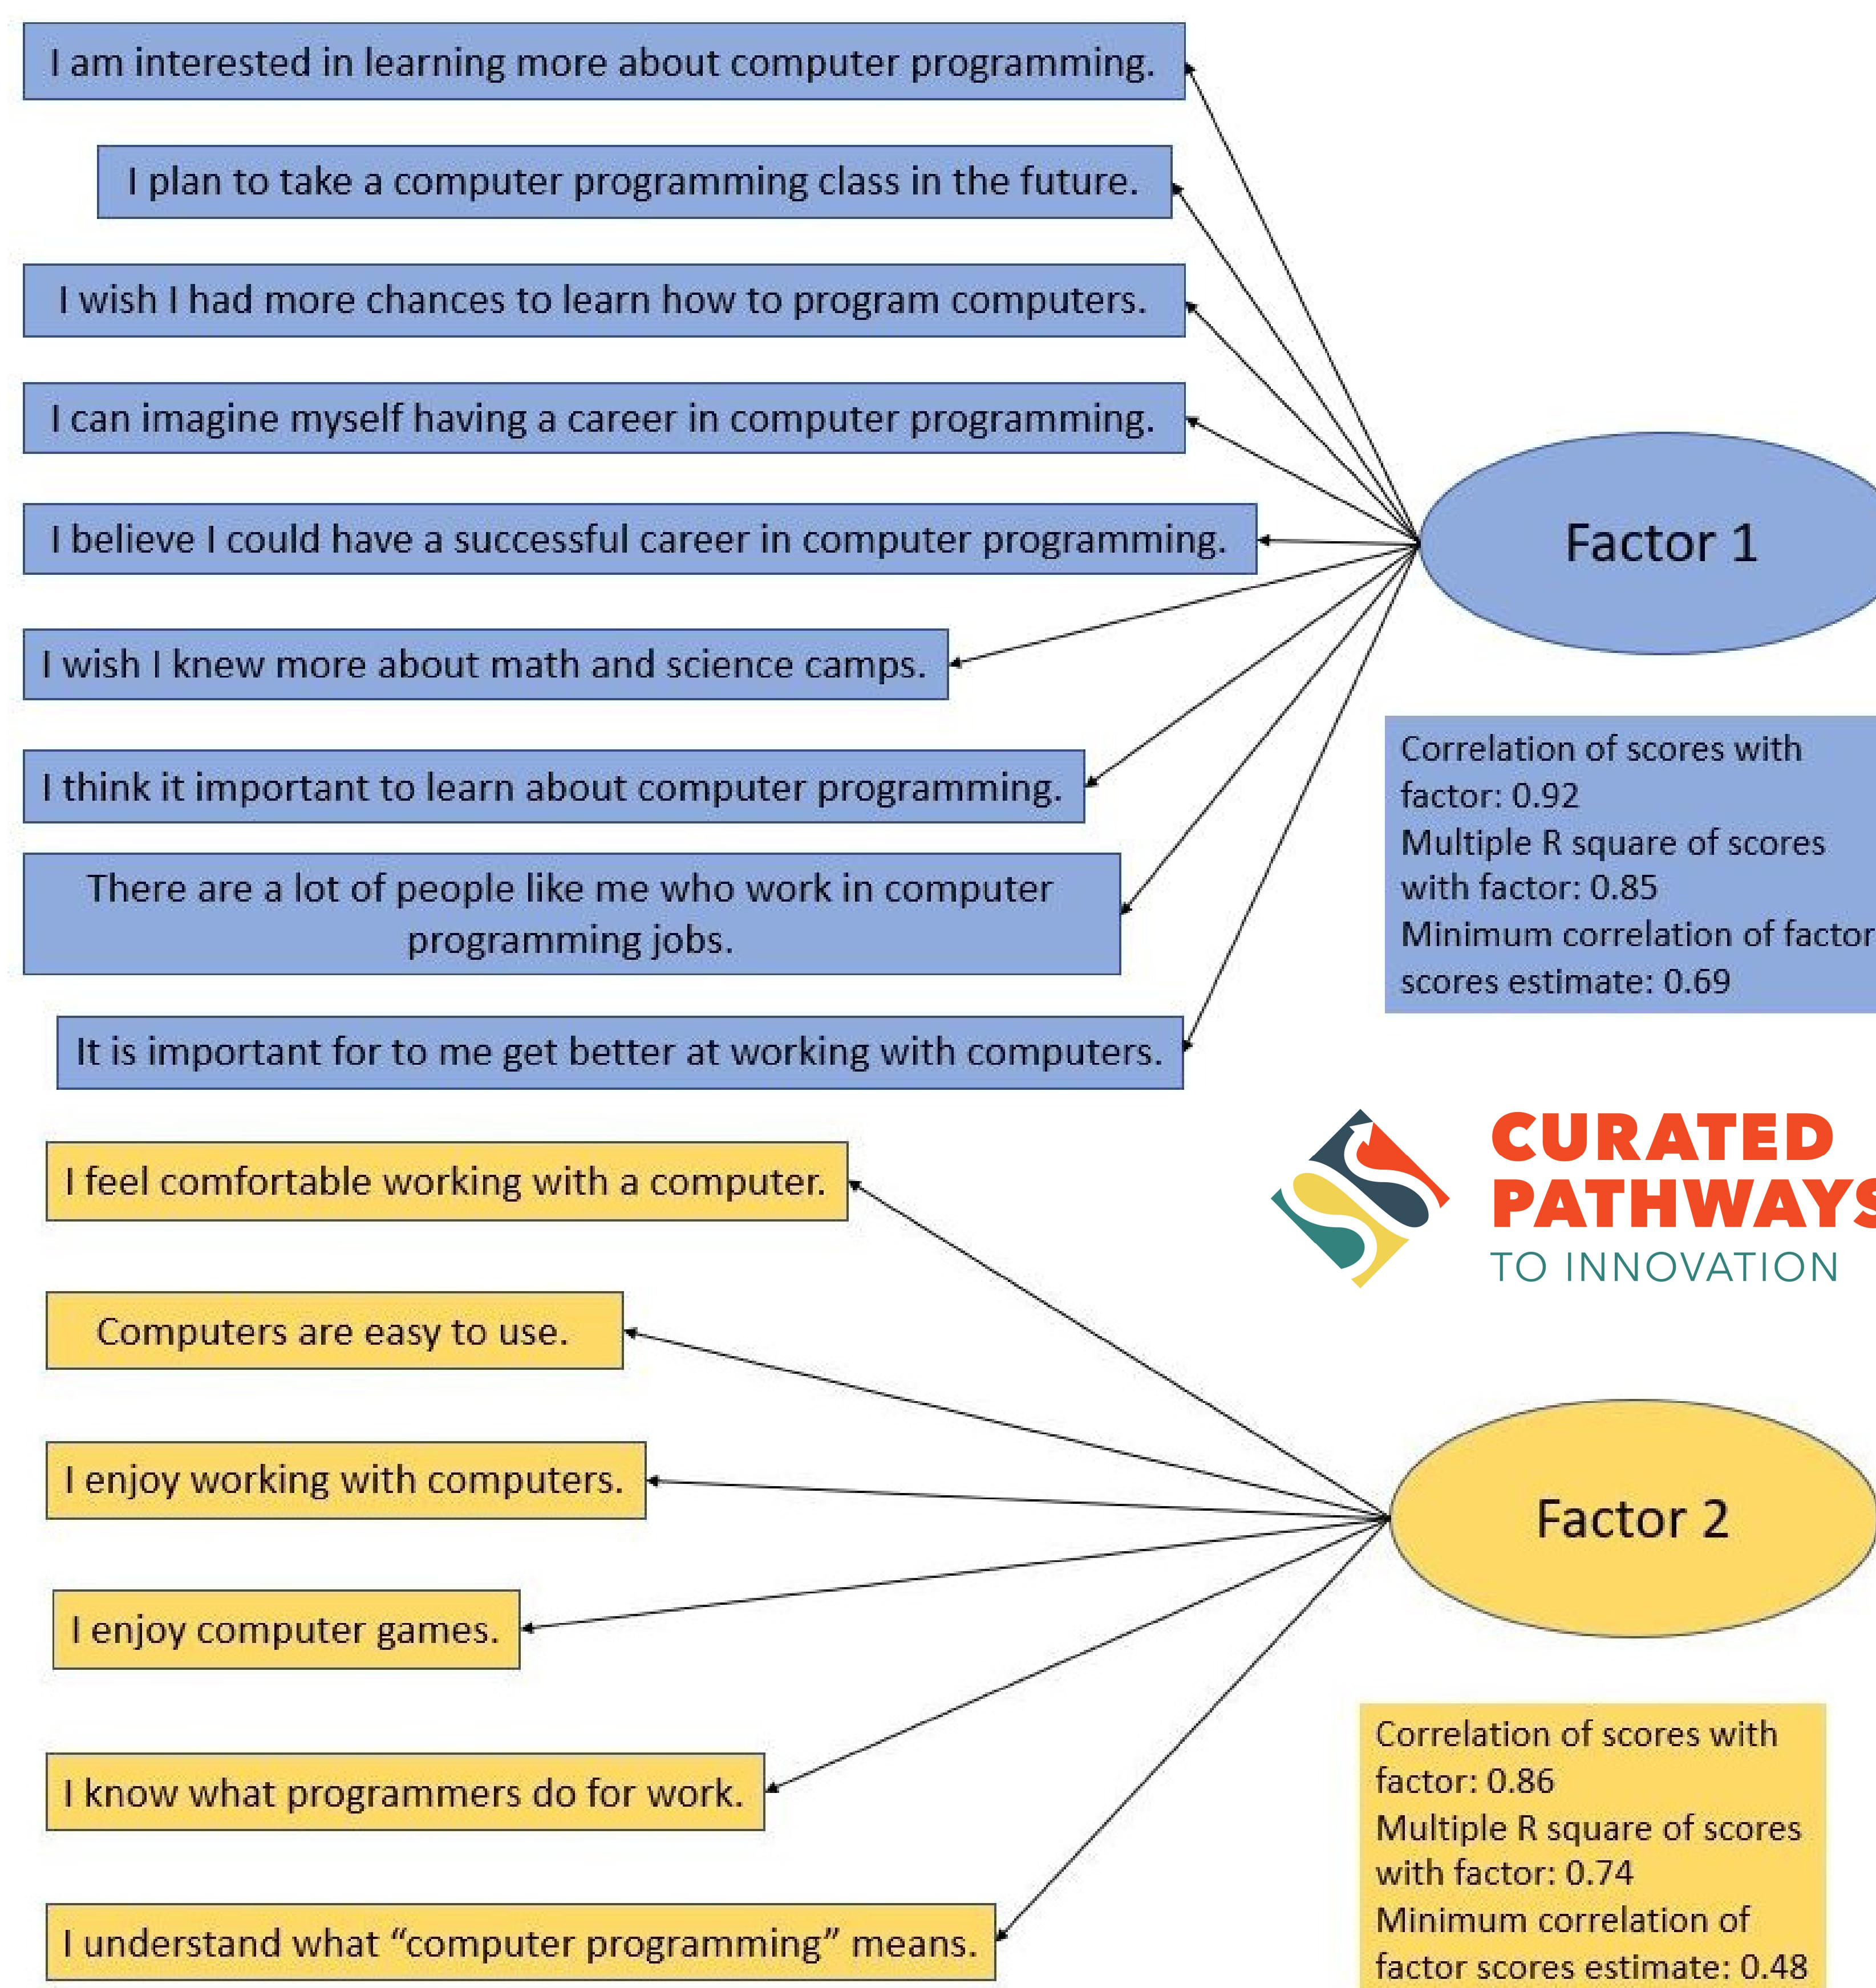 I am interested in learning more about computer programming.
I plan to take a computer programming class in the future.
I wish I had more chances to learn how to program computers.
I can imagine myself having a career in computer programming.
I believe I could have a successful career in computer programming.
I wish I knew more about math and science camps.
I think it important to learn about computer programming.
There are a lot of people like me who work in computer
programming jobs.
It is important for to me get better at working with computers.
Factor 1
Correlation of scores with
factor: 0.92
Multiple R square of scores
with factor: 0.85
Minimum correlation of factor
scores estimate: 0.69
CURATED
PATHWAYS
TO INNOVATION
I feel comfortable working with a computer.
Computers are easy to use.
I enjoy working with computers.
I enjoy computer games.
I know what programmers do for work.
I understand what “computer programming” means.
Factor 2
Correlation of scores with
factor: 0.86
Multiple R square of scores
with factor: 0.74
Minimum correlation of
factor scores estimate: 0.48